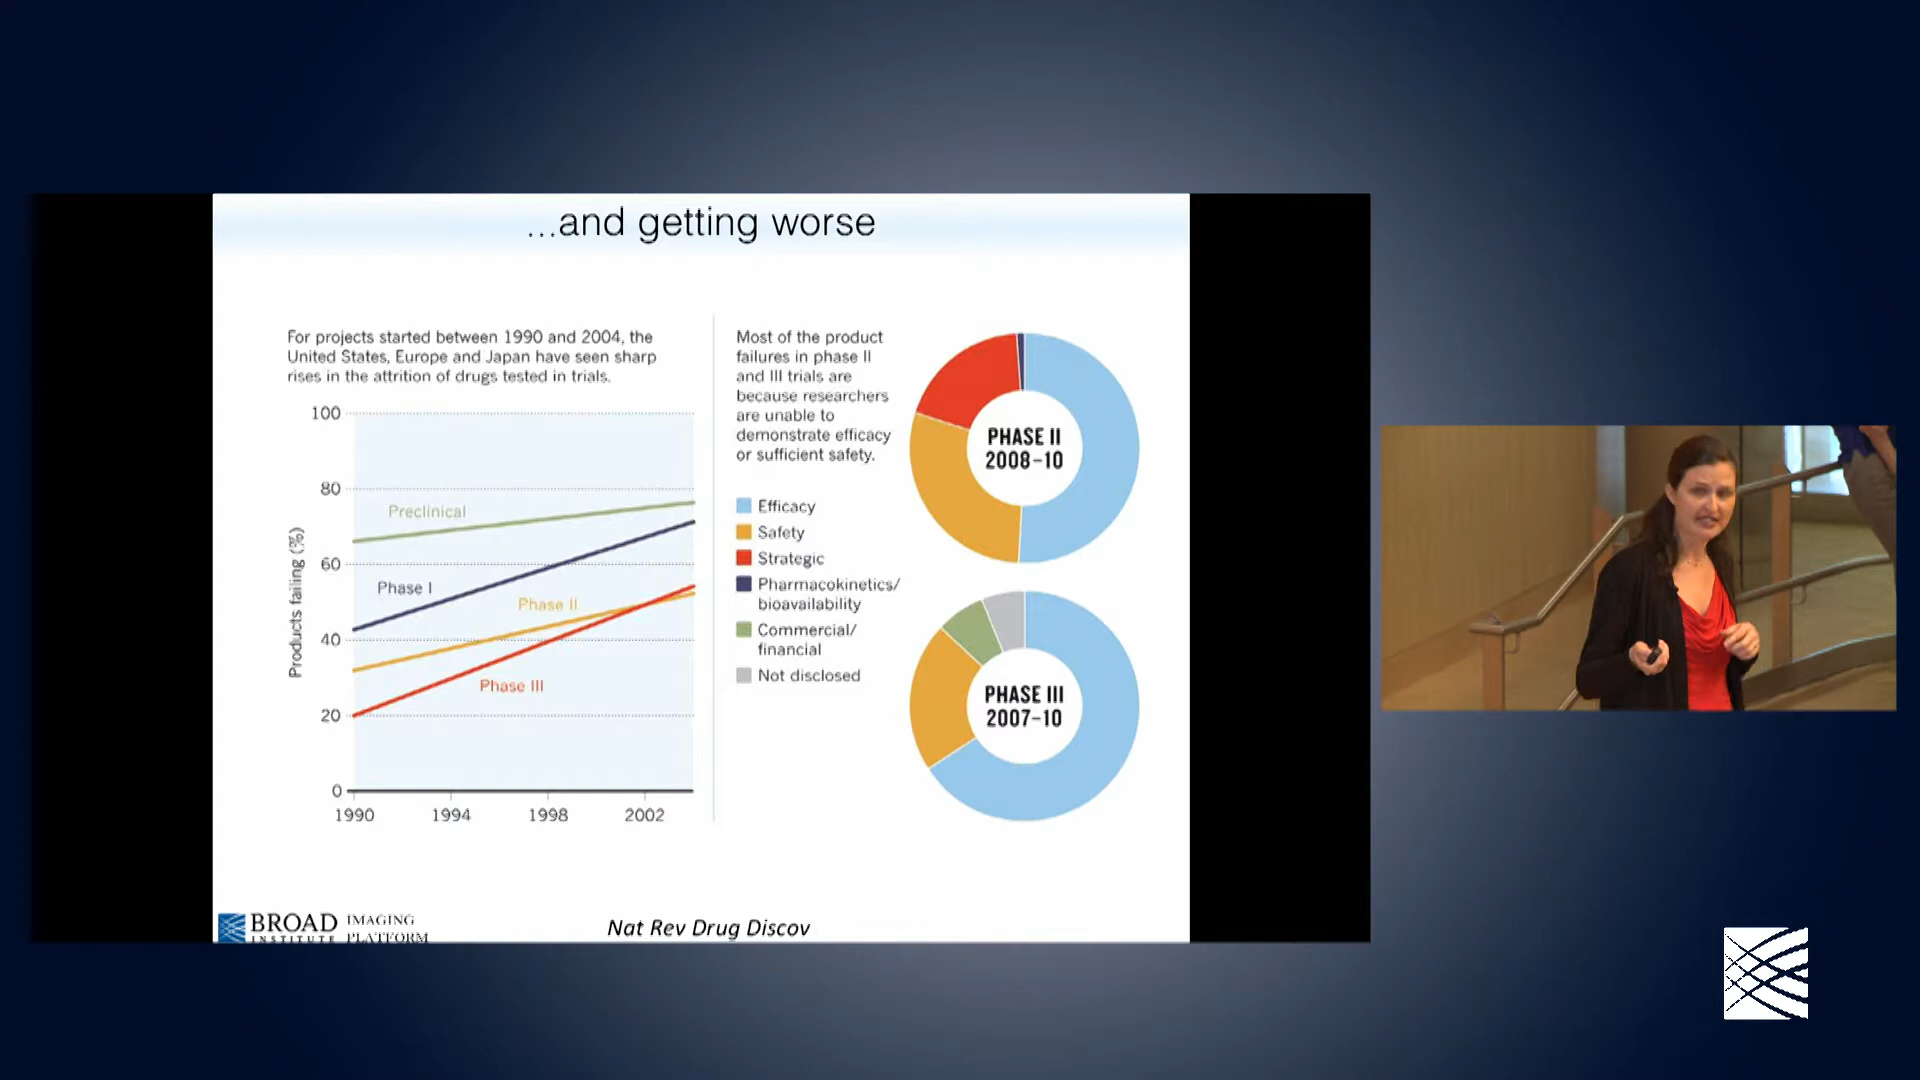 ...and getting worse
For projects started between 1990 and 2004, the
United States, Europe and Japan have seen sharp
rises in the attrition of drugs tested in trials.
100
80
60
40
20
0
Products failing (%)
Preclinical
Phase I
Phase II
Phase III
1990 1994 1998 2002
Most of the product
failures in phase II
and III trials are
because researchers
are unable to
demonstrate efficacy
or sufficient safety.
Efficacy
Safety
Strategic
Pharmacokinetics/
bioavailability
Commercial/
financial
Not disclosed
PHASE II
2008–10
PHASE III
2007–10
BROAD
INSTITUTE
IMAGING
PLATFORM
Nat Rev Drug Discov